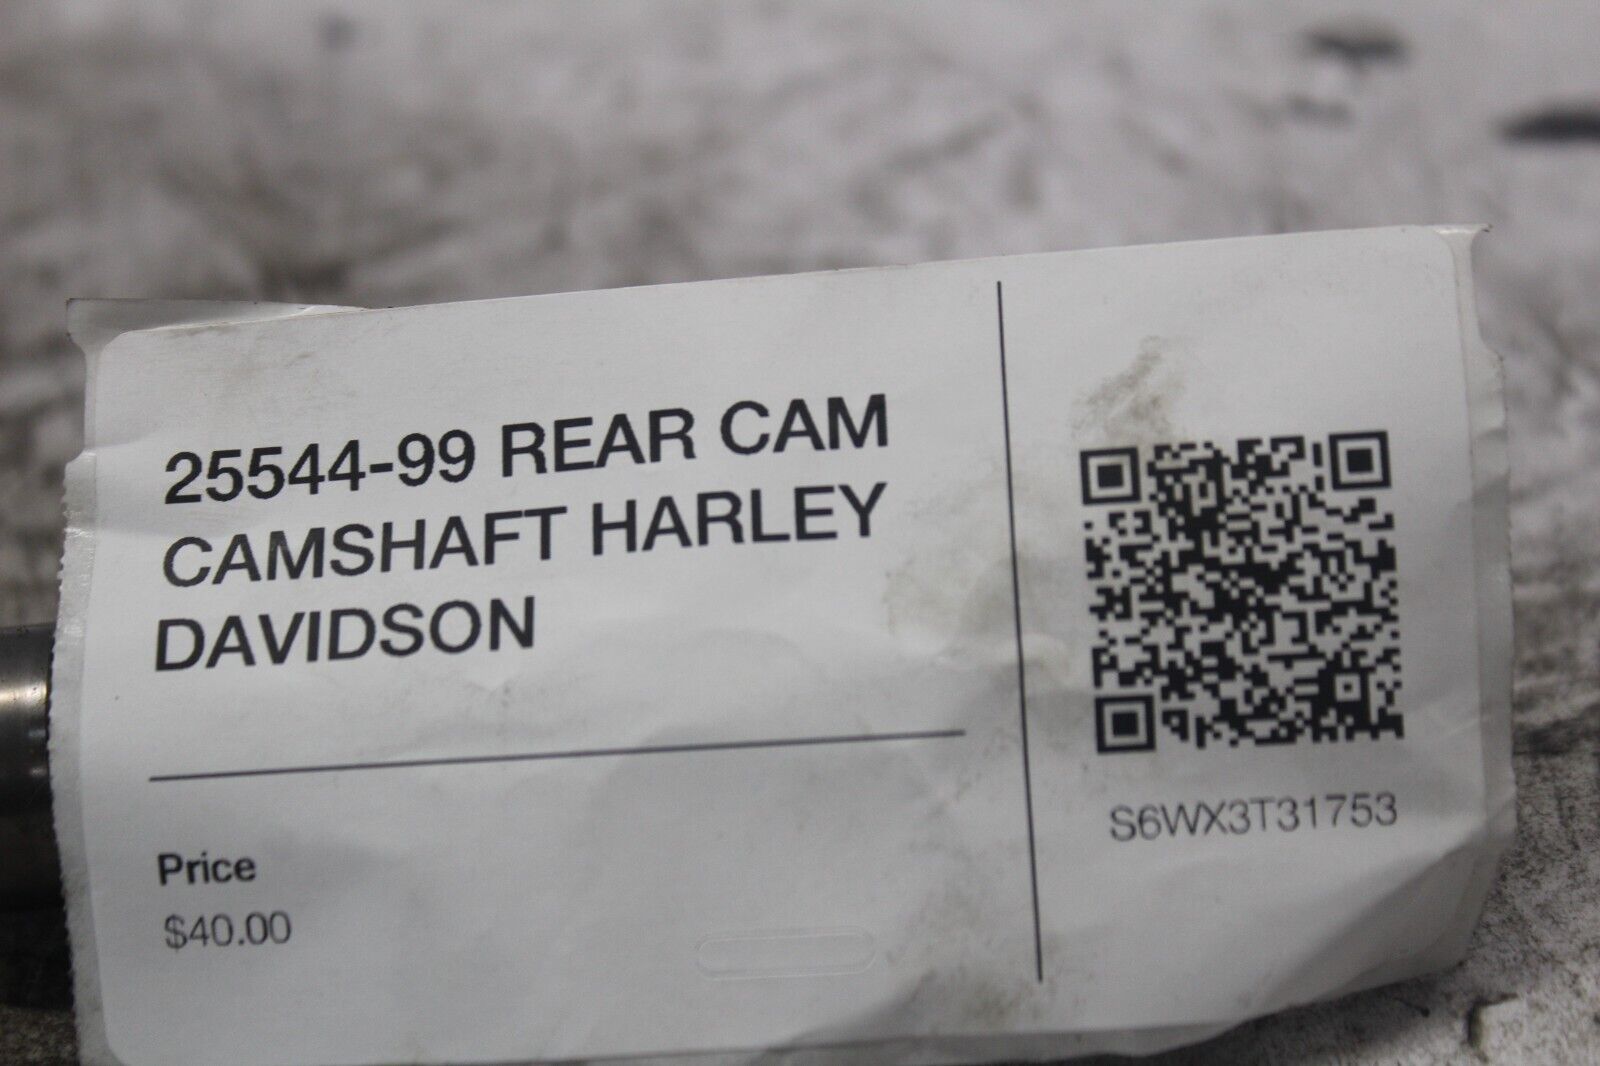 25544-99 REAR CAM
CAMSHAFT HARLEY
DAVIDSON
Price
$40.00
S6WX3T31753